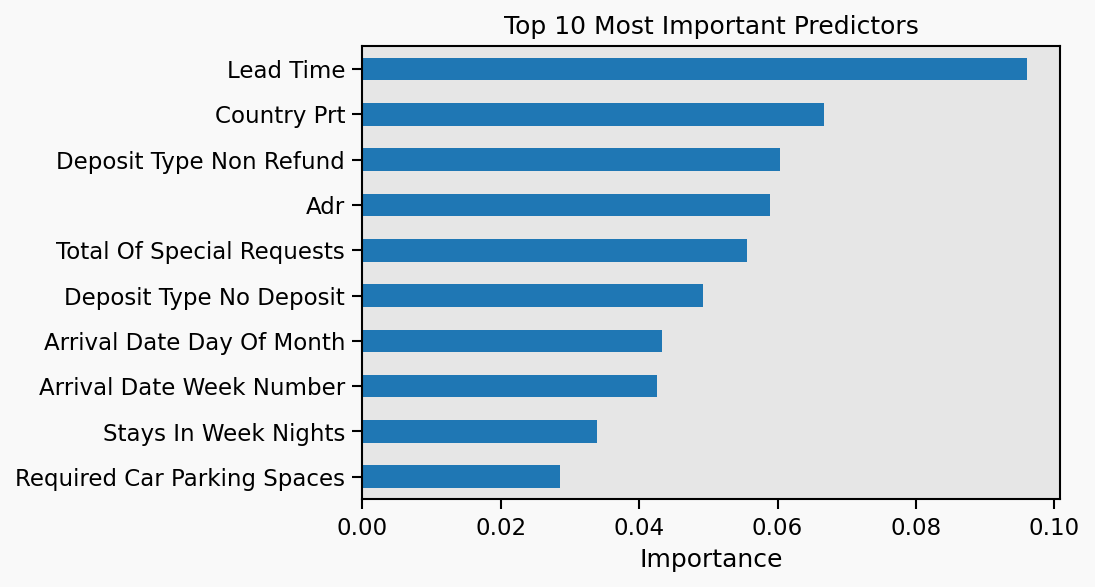 Top 10 Most Important Predictors
Lead Time
Country Prt
Deposit Type Non Refund
Adr
Total Of Special Requests
Deposit Type No Deposit
Arrival Date Day Of Month
Arrival Date Week Number
Stays In Week Nights
Required Car Parking Spaces
0.00 0.02 0.04 0.06 0.08 0.10
Importance